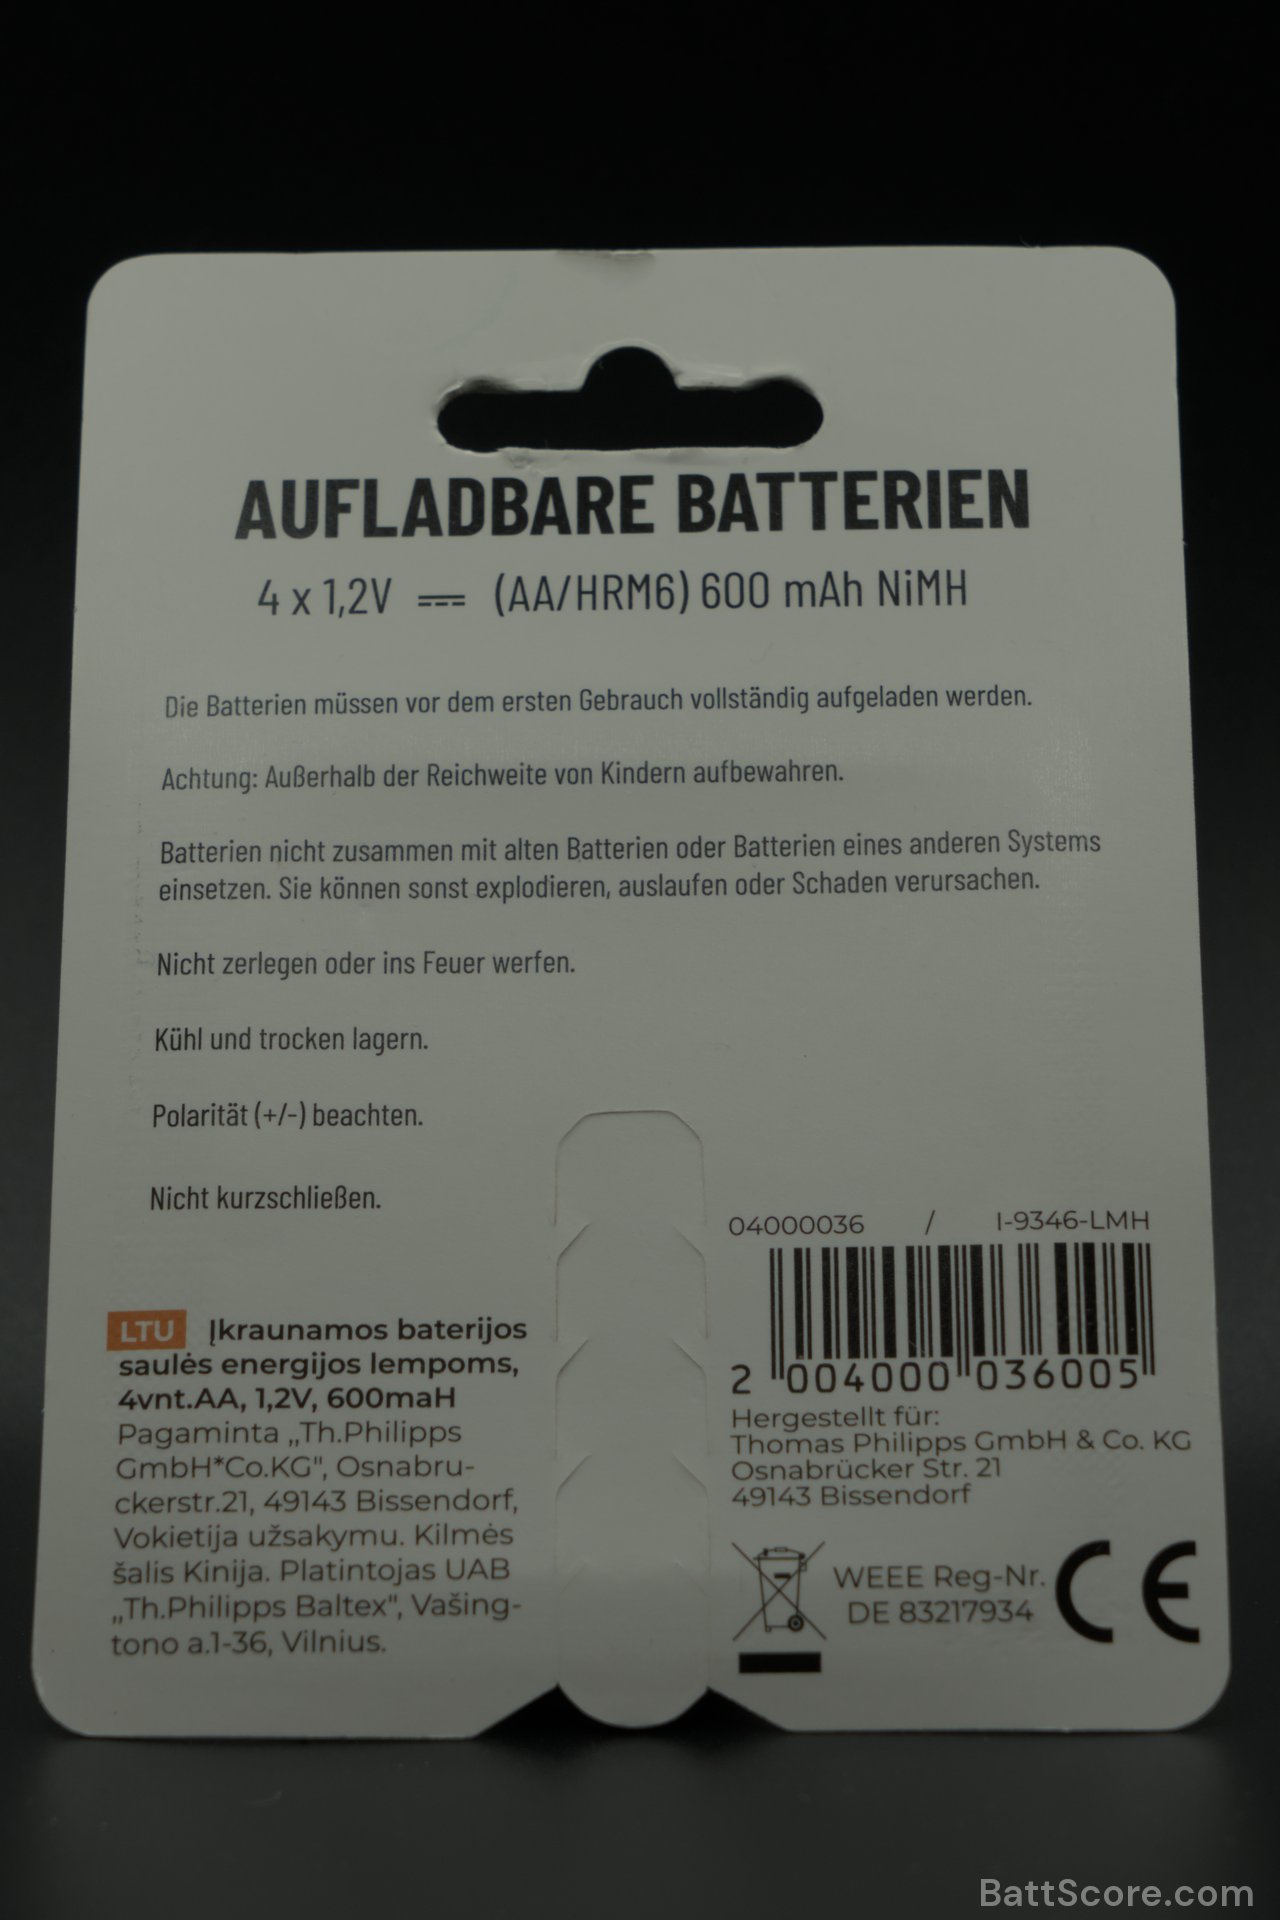 AUFLADBARE BATTERIEN
4 x 1,2V ⎓ (AA/HRM6) 600 mAh NiMH
Die Batterien müssen vor dem ersten Gebrauch vollständig aufgeladen werden.
Achtung: Außerhalb der Reichweite von Kindern aufbewahren.
Batterien nicht zusammen mit alten Batterien oder Batterien eines anderen Systems
einsetzen. Sie können sonst explodieren, auslaufen oder Schaden verursachen.
Nicht zerlegen oder ins Feuer werfen.
Kühl und trocken lagern.
Polarität (+/-) beachten.
Nicht kurzschließen.
LTU Įkraunamos baterijos
saulės energijos lempoms,
4vnt.AA, 1,2V, 600maH
Pagaminta „Th.Philipps
GmbH*Co.KG", Osnabru-
ckerstr.21, 49143 Bissendorf,
Vokietija užsakymu. Kilmės
šalis Kinija. Platintojas UAB
„Th.Philipps Baltex", Vašing-
tono a.1-36, Vilnius.
04000036 / I-9346-LMH
2 004000 036005
Hergestellt für:
Thomas Philipps GmbH & Co. KG
Osnabrücker Str. 21
49143 Bissendorf
WEEE Reg-Nr.
DE 83217934
CE
BattScore.com